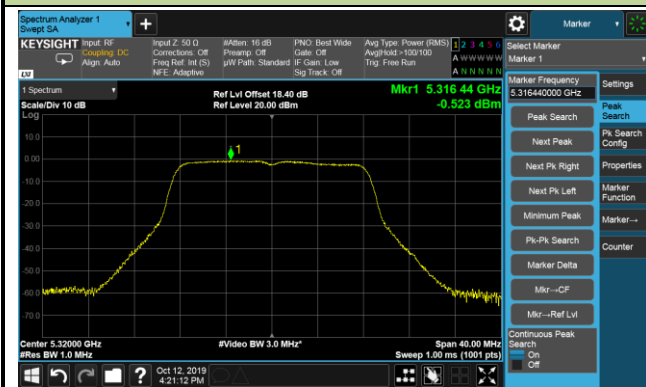 Spectrum Analyzer 1
Swept SA
Marker
KEYSIGHT
Input: RF
Coupling: DC
Align: Auto
Input Z: 50 Ω
Corrections: Off
Freq Ref: Int (S)
NFE: Adaptive
#Atten: 16 dB
Preamp: Off
µW Path: Standard
PNO: Best Wide
Gate: Off
IF Gain: Low
Sig Track: Off
Avg Type: Power (RMS)
Avg|Hold:>100/100
Trig: Free Run
1 2 3 4 5 6
A W W W W W
A N N N N N
LXI
Select Marker
Marker 1
1 Spectrum
Scale/Div 10 dB
Log
Ref Lvl Offset 18.40 dB
Ref Level 20.00 dBm
Mkr1 5.316 44 GHz
-0.523 dBm
Marker Frequency
5.316440000 GHz
Peak Search
Next Peak
Next Pk Right
Next Pk Left
Minimum Peak
Pk-Pk Search
Marker Delta
Mkr→CF
Mkr→Ref Lvl
Continuous Peak
Search
On
Off
Settings
Peak
Search
Pk Search
Config
Properties
Marker
Function
Marker→
Counter
10.0
0.00
-10.0
-20.0
-30.0
-40.0
-50.0
-60.0
-70.0
1
Center 5.32000 GHz
#Res BW 1.0 MHz
#Video BW 3.0 MHz*
Span 40.00 MHz
Sweep 1.00 ms (1001 pts)
?
Oct 12, 2019
4:21:12 PM